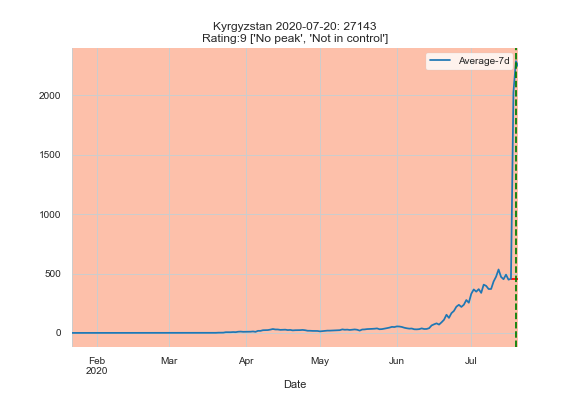 Kyrgyzstan 2020-07-20: 27143
Rating:9 ['No peak', 'Not in control']
Average-7d
2000
1500
1000
500
0
Feb Mar Apr May Jun Jul
2020
Date